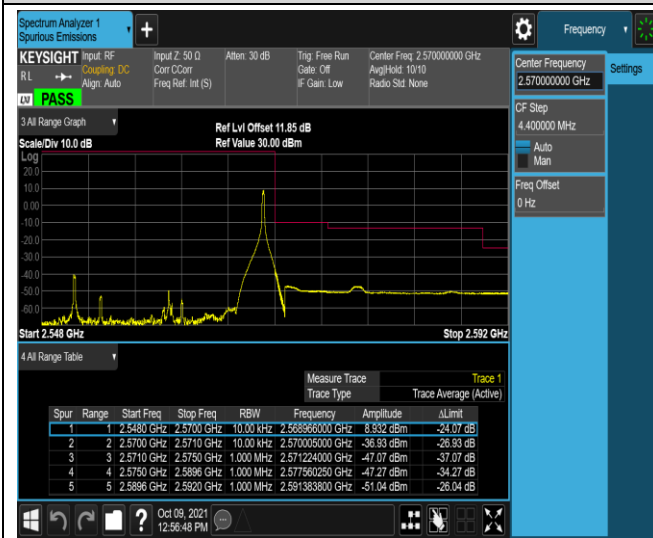 Spectrum Analyzer 1
Spurious Emissions
+
Frequency
KEYSIGHT
RL
LXI
PASS
Input: RF
Coupling: DC
Align: Auto
Input Z: 50 Ω
Corr CCorr
Freq Ref: Int (S)
Atten: 30 dB
Trig: Free Run
Gate: Off
IF Gain: Low
Center Freq: 2.570000000 GHz
Avg|Hold: 10/10
Radio Std: None
Center Frequency
2.570000000 GHz
Settings
CF Step
4.400000 MHz
Auto
Man
Freq Offset
0 Hz
3 All Range Graph
Scale/Div 10.0 dB
Ref Lvl Offset 11.85 dB
Ref Value 30.00 dBm
Log
20.0
10.0
0.00
-10.0
-20.0
-30.0
-40.0
-50.0
-60.0
Start 2.548 GHz
Stop 2.592 GHz
4 All Range Table
Measure Trace Trace 1
Trace Type Trace Average (Active)
Spur Range Start Freq Stop Freq RBW Frequency Amplitude ΔLimit
1 1 2.5480 GHz 2.5700 GHz 10.00 kHz 2.568966000 GHz 8.932 dBm -24.07 dB
2 2 2.5700 GHz 2.5710 GHz 10.00 kHz 2.570005000 GHz -36.93 dBm -26.93 dB
3 3 2.5710 GHz 2.5750 GHz 1.000 MHz 2.571224000 GHz -47.07 dBm -37.07 dB
4 4 2.5750 GHz 2.5896 GHz 1.000 MHz 2.577560250 GHz -47.27 dBm -34.27 dB
5 5 2.5896 GHz 2.5920 GHz 1.000 MHz 2.591383800 GHz -51.04 dBm -26.04 dB
?
Oct 09, 2021
12:56:48 PM